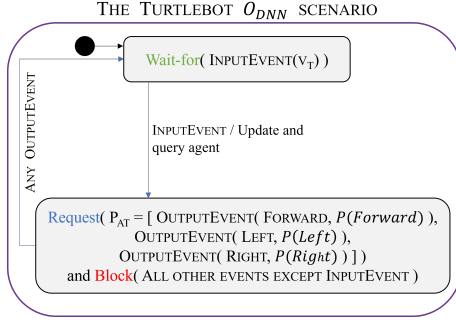 THE TURTLEBOT O_DNN SCENARIO
Wait-for( INPUTEVENT(V_T) )
ANY OUTPUTEVENT
INPUTEVENT / Update and
query agent
Request( P_AT = [ OUTPUTEVENT( FORWARD, P(Forward) ),
OUTPUTEVENT( LEFT, P(Left) ),
OUTPUTEVENT( RIGHT, P(Right) ) ] )
and Block( ALL OTHER EVENTS EXCEPT INPUTEVENT )